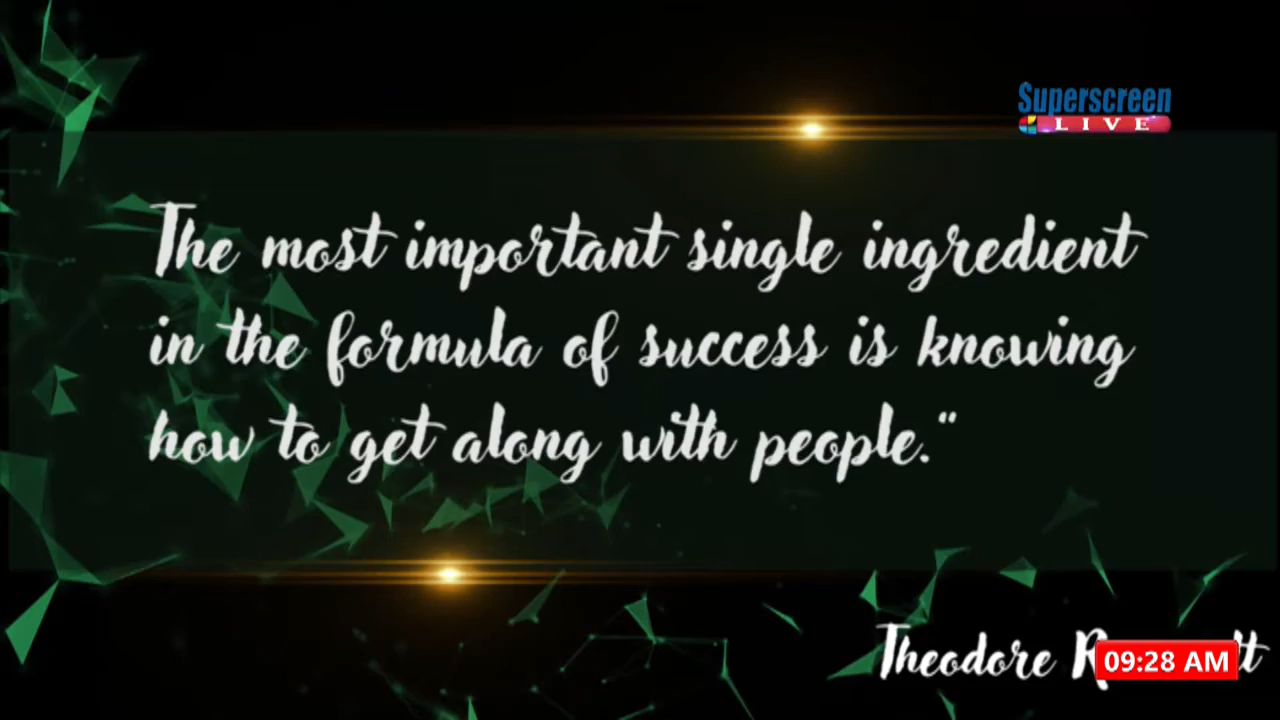 Superscreen
LIVE
The most important single ingredient
in the formula of success is knowing
how to get along with people."
Theodore
09:28 AM